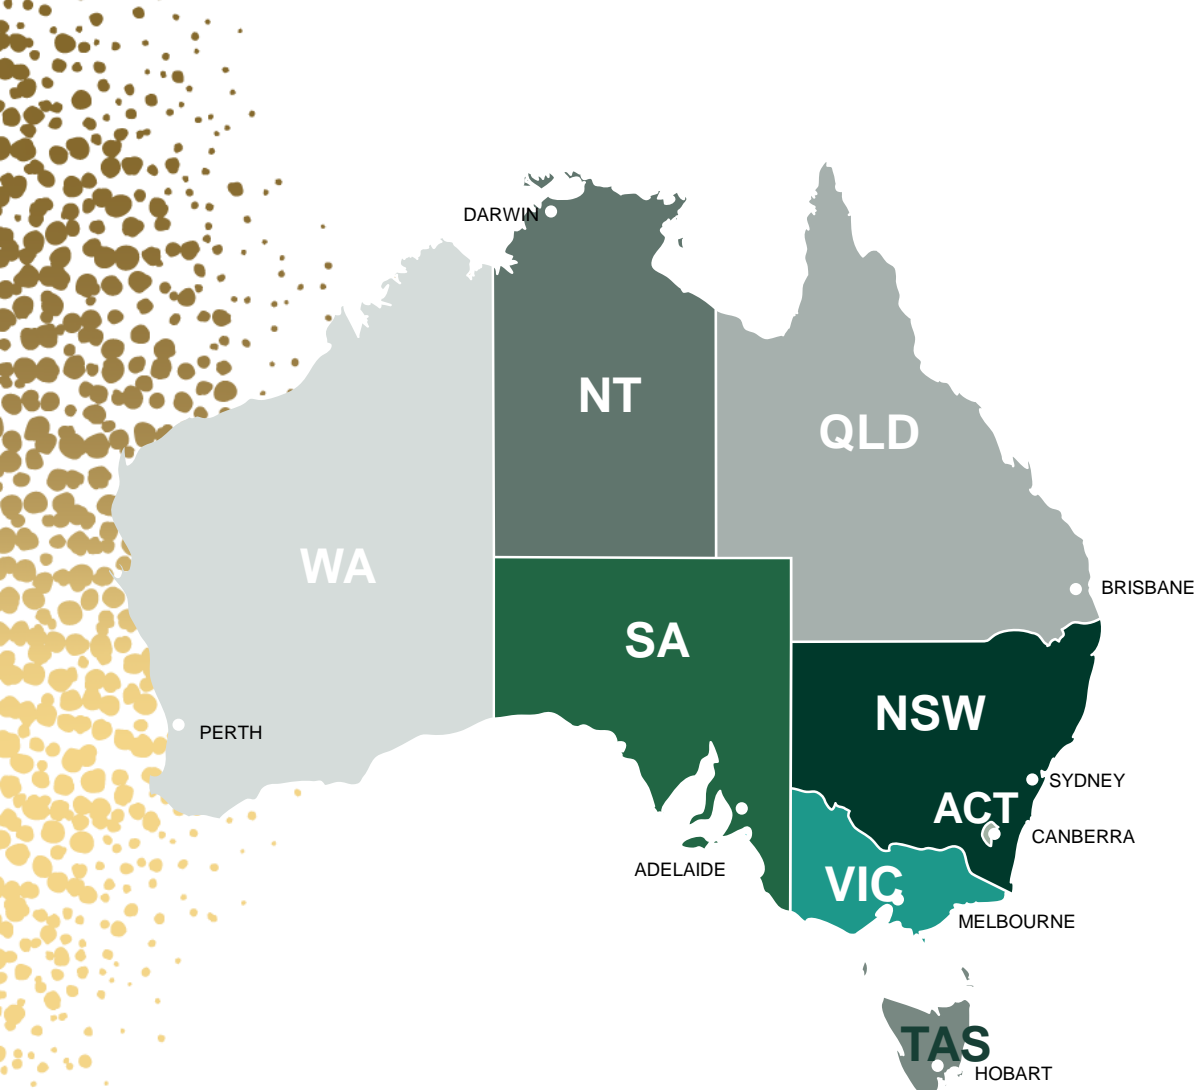 DARWIN
NT
QLD
WA
BRISBANE
SA
NSW
PERTH
SYDNEY
ACT
CANBERRA
ADELAIDE
VIC
MELBOURNE
TAS
HOBART